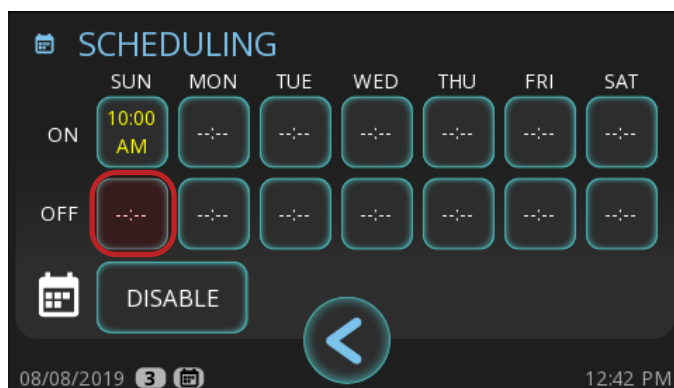 SCHEDULING
SUN MON TUE WED THU FRI SAT
ON 10:00 AM --:-- --:-- --:-- --:-- --:-- --:--
OFF --:-- --:-- --:-- --:-- --:-- --:-- --:--
DISABLE
08/08/2019 3 12:42 PM